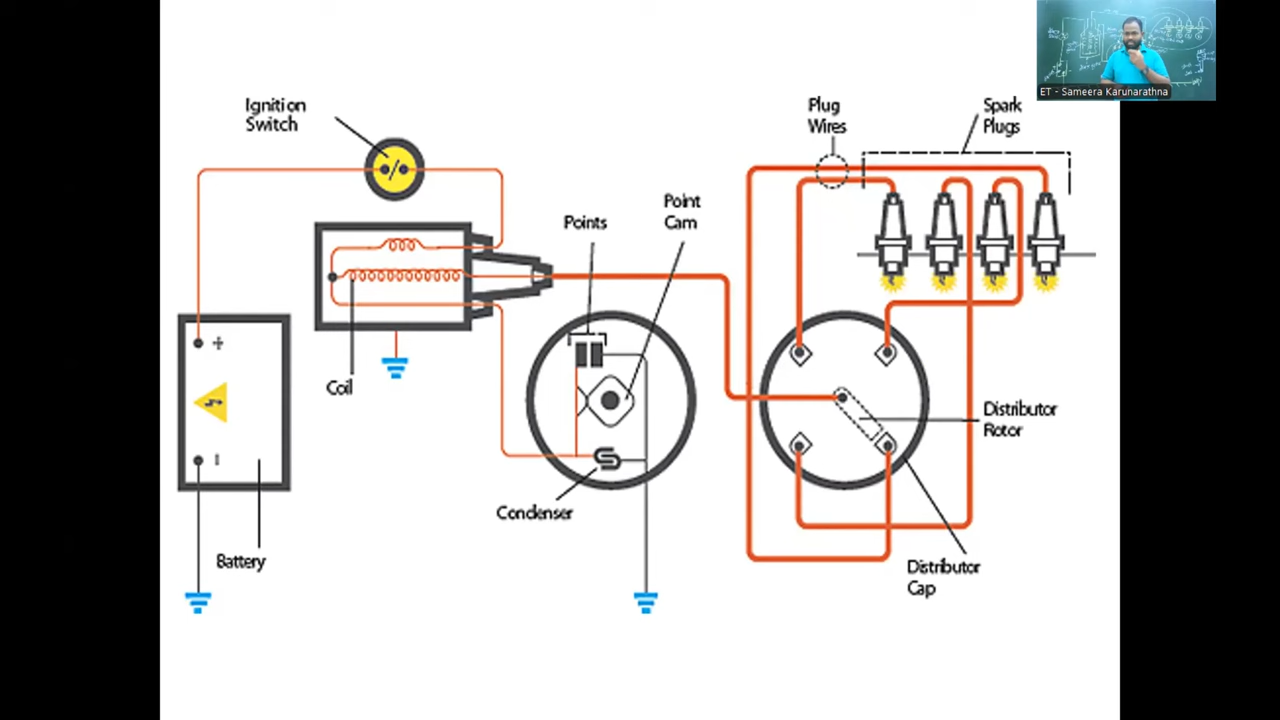 ET - Sameera Karunarathna
Ignition
Switch
Plug
Wires
Spark
Plugs
Points
Point
Cam
Coil
Distributor
Rotor
Condenser
Battery
Distributor
Cap